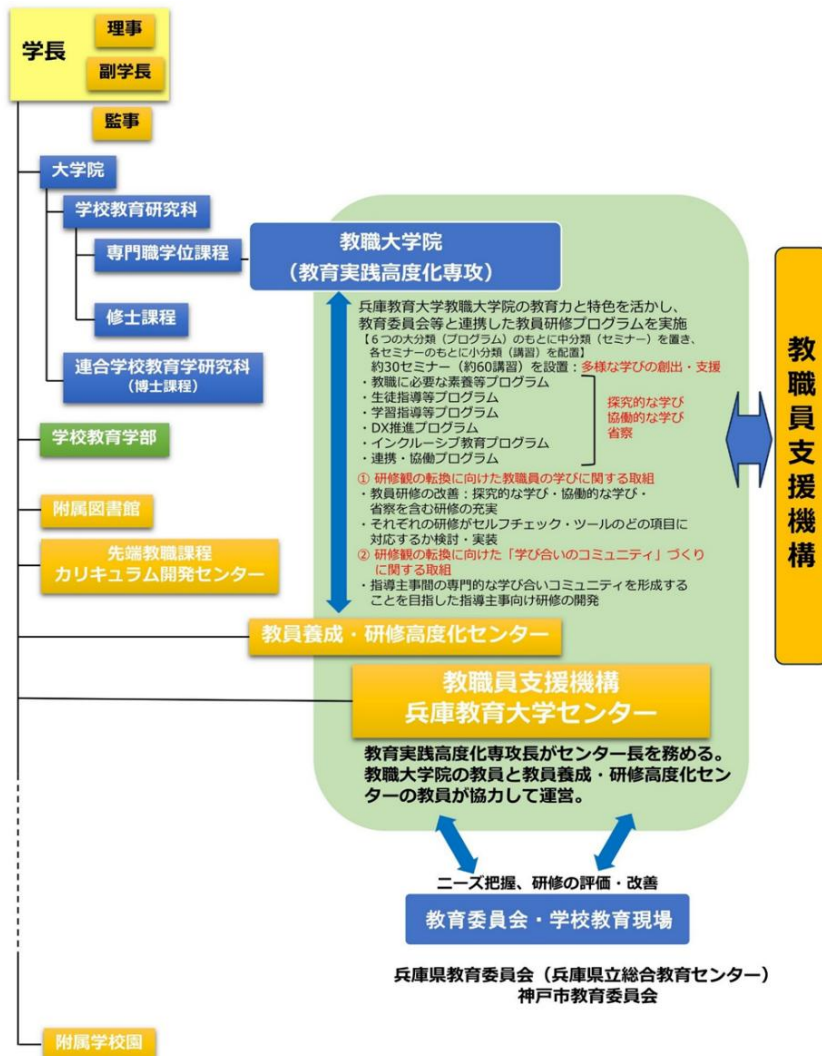 学長
理事
副学長
監事
大学院
学校教育研究科
専門職学位課程
修士課程
連合学校教育学研究科
(博士課程)
学校教育学部
附属図書館
先端教職課程
カリキュラム開発センター
教職大学院
(教育実践高度化専攻)
兵庫教育大学教職大学院の教育力と特色を活かし、
教育委員会等と連携した教員研修プログラムを実施
【6つの大分類(プログラム)のもとに中分類(セミナー)を置き、
各セミナーのもとに小分類(講習)を配置】
約30セミナー(約60講習)を設置:多様な学びの創出・支援
・教職に必要な素養等プログラム
・生徒指導等プログラム
・学習指導等プログラム
・DX推進プログラム
・インクルーシブ教育プログラム
・連携・協働プログラム
探究的な学び
協働的な学び
省察
① 研修観の転換に向けた教職員の学びに関する取組
・教員研修の改善:探究的な学び・協働的な学び・
省察を含む研修の充実
・それぞれの研修がセルフチェック・ツールのどの項目に
対応するか検討・実装
② 研修観の転換に向けた「学び合いのコミュニティ」づくり
に関する取組
・指導主事間の専門的な学び合いコミュニティを形成する
ことを目指した指導主事向け研修の開発
教員養成・研修高度化センター
教職員支援機構
兵庫教育大学センター
教育実践高度化専攻長がセンター長を務める。
教職大学院の教員と教員養成・研修高度化セン
ターの教員が協力して運営。
教職員支援機構
ニーズ把握、研修の評価・改善
教育委員会・学校教育現場
兵庫県教育委員会(兵庫県立総合教育センター)
神戸市教育委員会
附属学校園